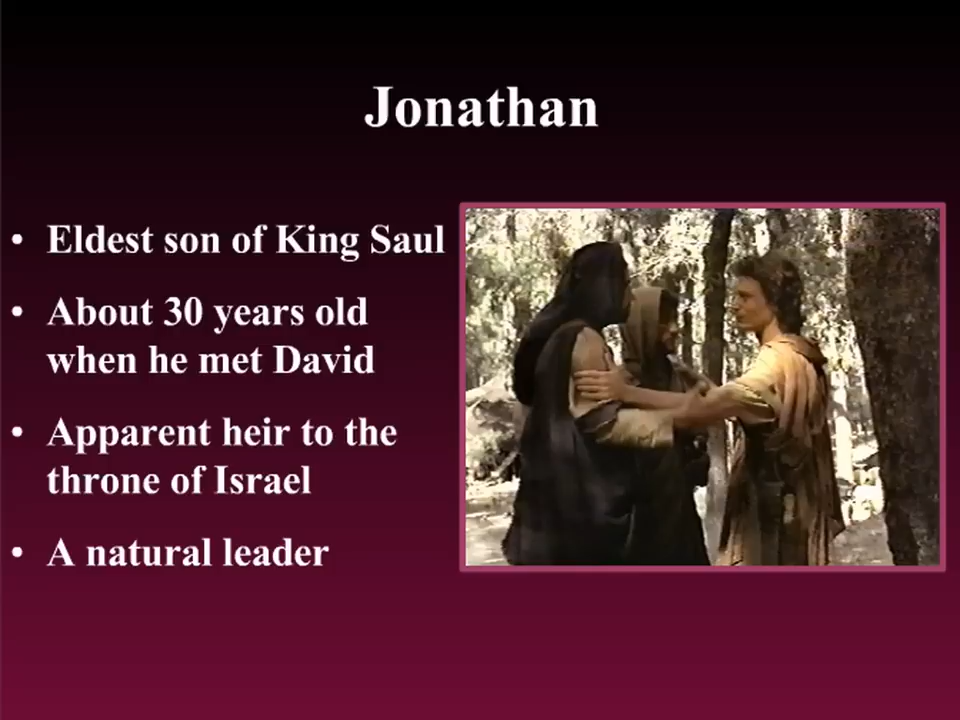 Jonathan
• Eldest son of King Saul
• About 30 years old
when he met David
• Apparent heir to the
throne of Israel
• A natural leader